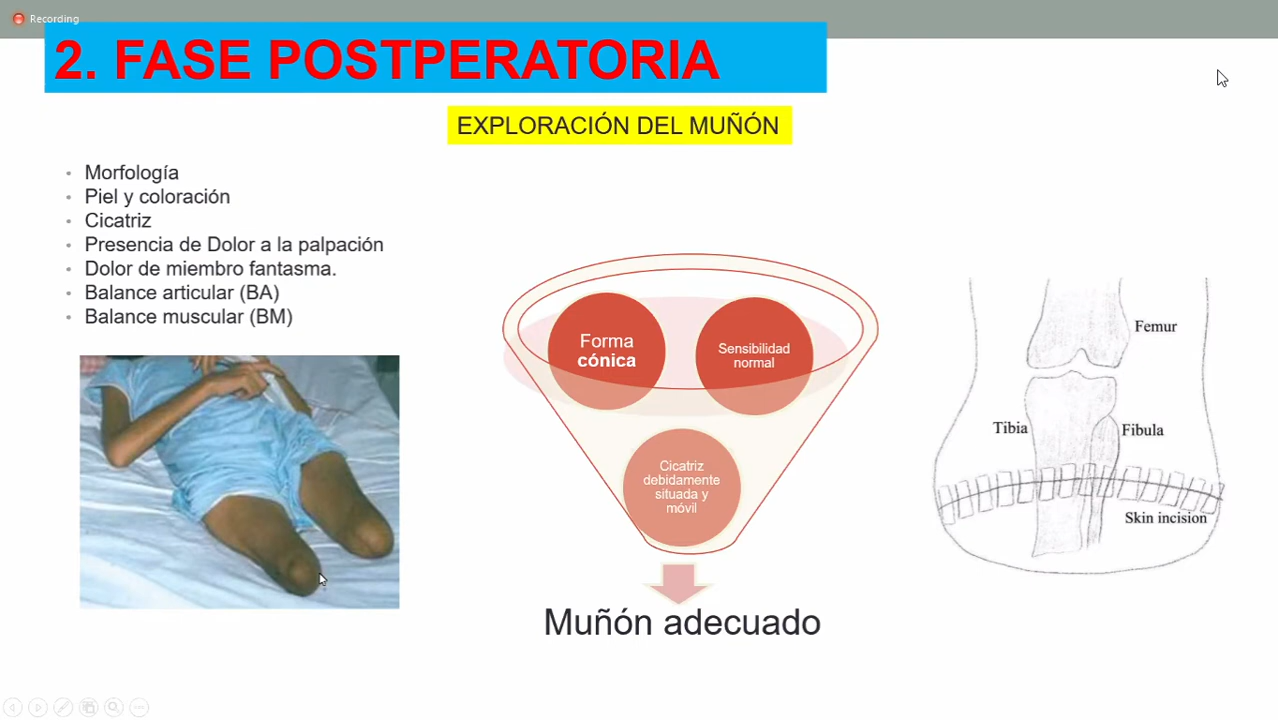 Recording
2. FASE POSTPERATORIA
EXPLORACIÓN DEL MUÑÓN
• Morfología
• Piel y coloración
• Cicatriz
• Presencia de Dolor a la palpación
• Dolor de miembro fantasma.
• Balance articular (BA)
• Balance muscular (BM)
Forma
cónica
Sensibilidad
normal
Cicatriz
debidamente
situada y
móvil
Muñón adecuado
Femur
Tibia
Fibula
Skin incision